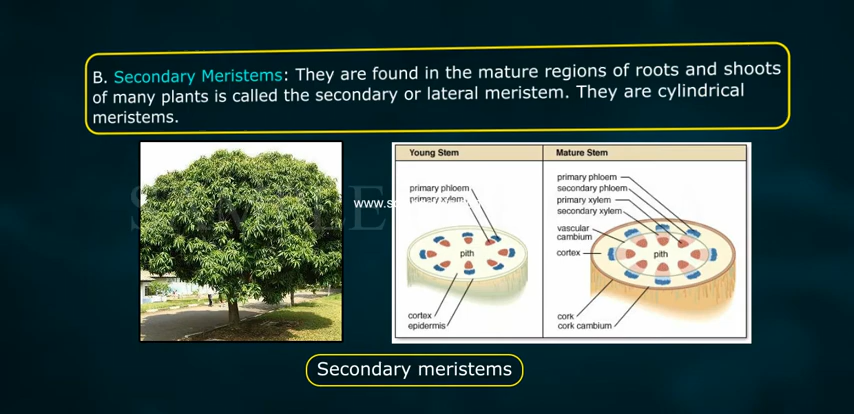 B. Secondary Meristems: They are found in the mature regions of roots and shoots
of many plants is called the secondary or lateral meristem. They are cylindrical
meristems.
Young Stem
primary phloem
primary xylem
pith
cortex
epidermis
Mature Stem
primary phloem
secondary phloem
primary xylem
secondary xylem
vascular
cambium
cortex
pith
cork
cork cambium
Secondary meristems